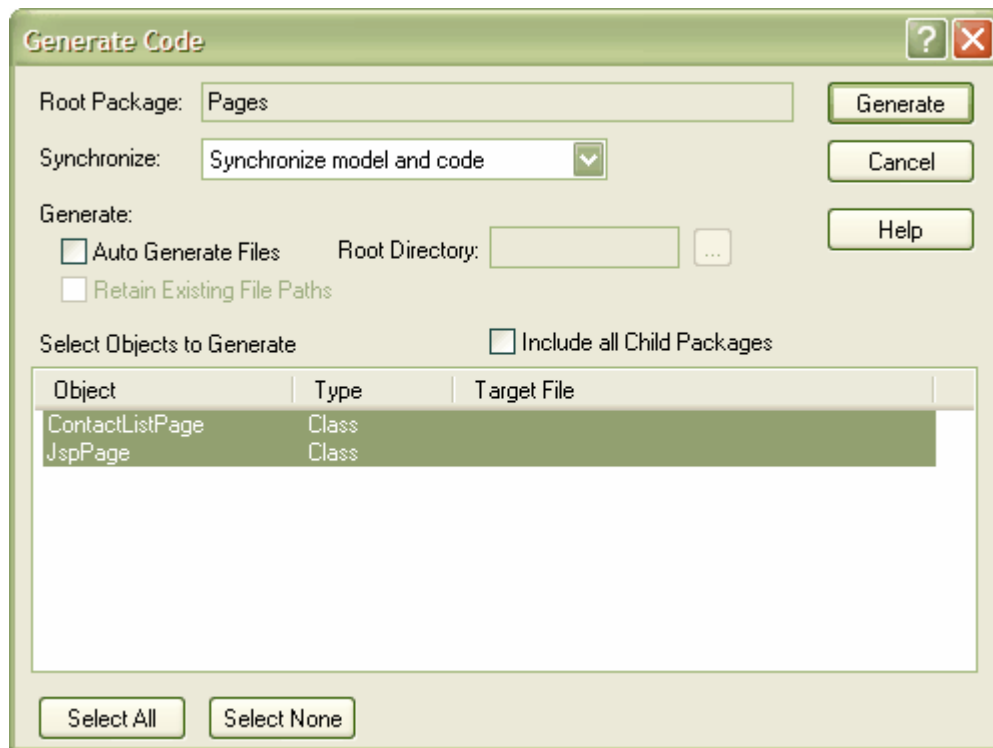 Generate Code
Root Package: Pages Generate
Synchronize: Synchronize model and code Cancel
Generate: Help
Auto Generate Files Root Directory: ...
Retain Existing File Paths
Select Objects to Generate Include all Child Packages
Object Type Target File
ContactListPage Class
JspPage Class
Select All Select None